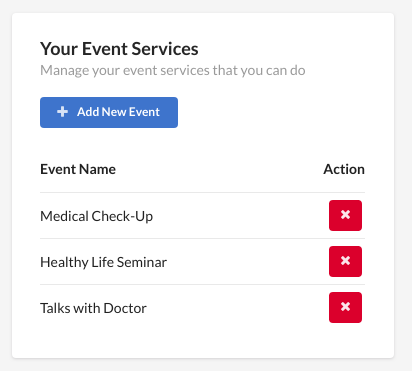 Your Event Services
Manage your event services that you can do
Add New Event
Event Name Action
Medical Check-Up
Healthy Life Seminar
Talks with Doctor